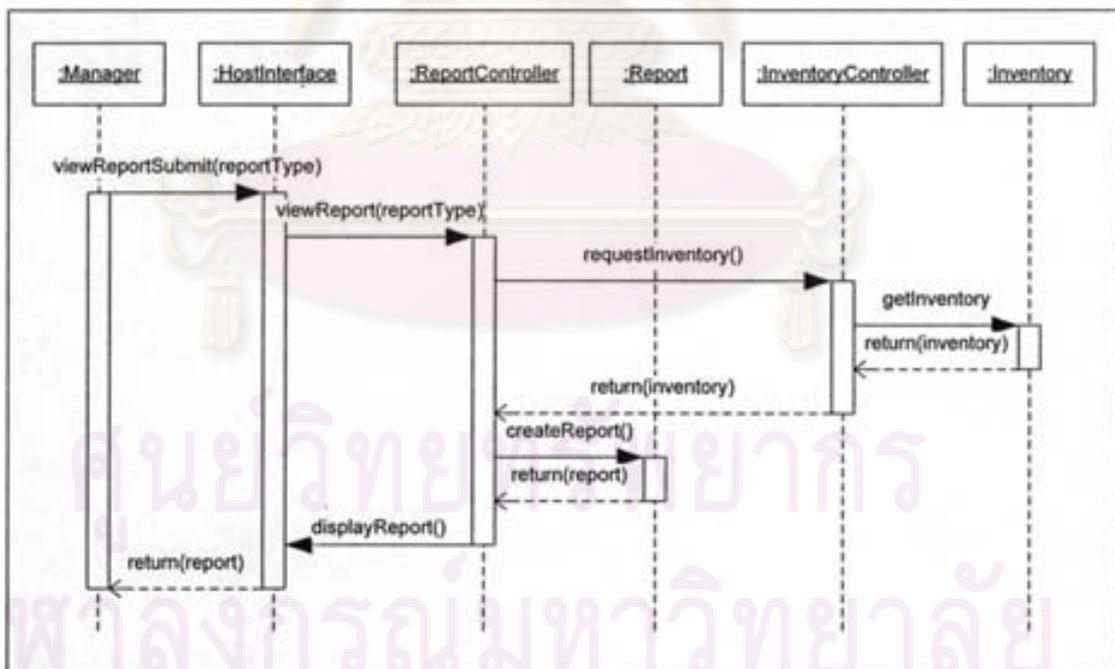 :Manager
:HostInterface
:ReportController
:Report
:InventoryController
:Inventory
viewReportSubmit(reportType)
viewReport(reportType)
requestInventory()
getInventory
return(inventory)
return(inventory)
createReport()
return(report)
displayReport()
return(report)
ศูนย์วิทยทรัพยากร
จุฬาลงกรณ์มหาวิทยาลัย